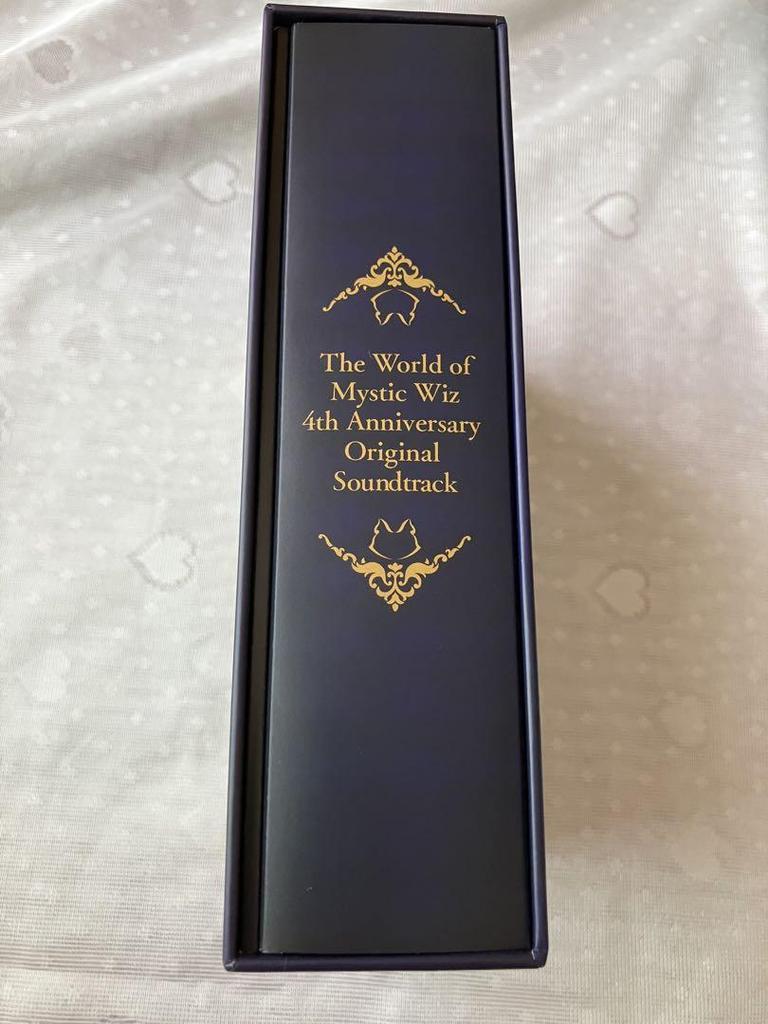 The World of
Mystic Wiz
4th Anniversary
Original
Soundtrack